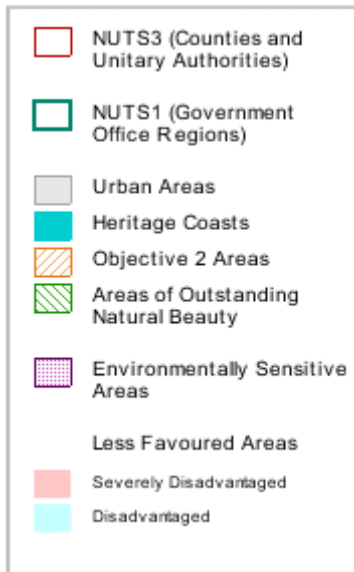 NUTS3 (Counties and
Unitary Authorities)
NUTS1 (Government
Office Regions)
Urban Areas
Heritage Coasts
Objective 2 Areas
Areas of Outstanding
Natural Beauty
Environmentally Sensitive
Areas
Less Favoured Areas
Severely Disadvantaged
Disadvantaged